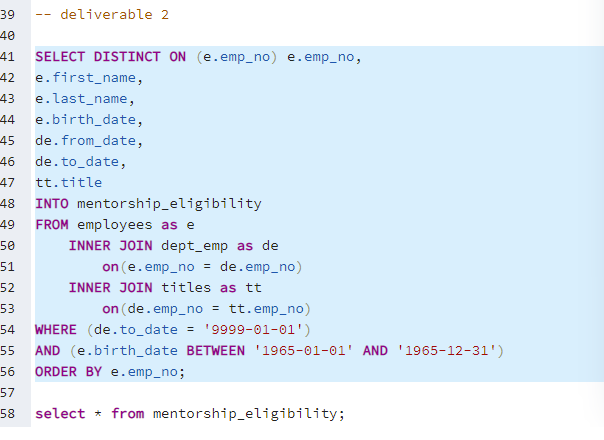 39 -- deliverable 2
40
41 SELECT DISTINCT ON (e.emp_no) e.emp_no,
42 e.first_name,
43 e.last_name,
44 e.birth_date,
45 de.from_date,
46 de.to_date,
47 tt.title
48 INTO mentorship_eligibility
49 FROM employees as e
50     INNER JOIN dept_emp as de
51         on(e.emp_no = de.emp_no)
52     INNER JOIN titles as tt
53         on(de.emp_no = tt.emp_no)
54 WHERE (de.to_date = '9999-01-01')
55 AND (e.birth_date BETWEEN '1965-01-01' AND '1965-12-31')
56 ORDER BY e.emp_no;
57
58 select * from mentorship_eligibility;